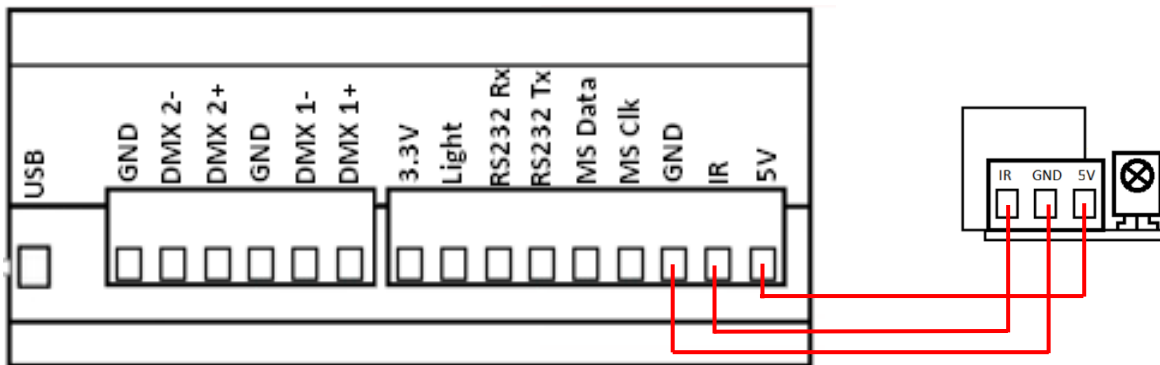 USB
GND
DMX 2-
DMX 2+
GND
DMX 1-
DMX 1+
3.3V
Light
RS232 Rx
RS232 Tx
MS Data
MS Clk
GND
IR
5V
IR GND 5V